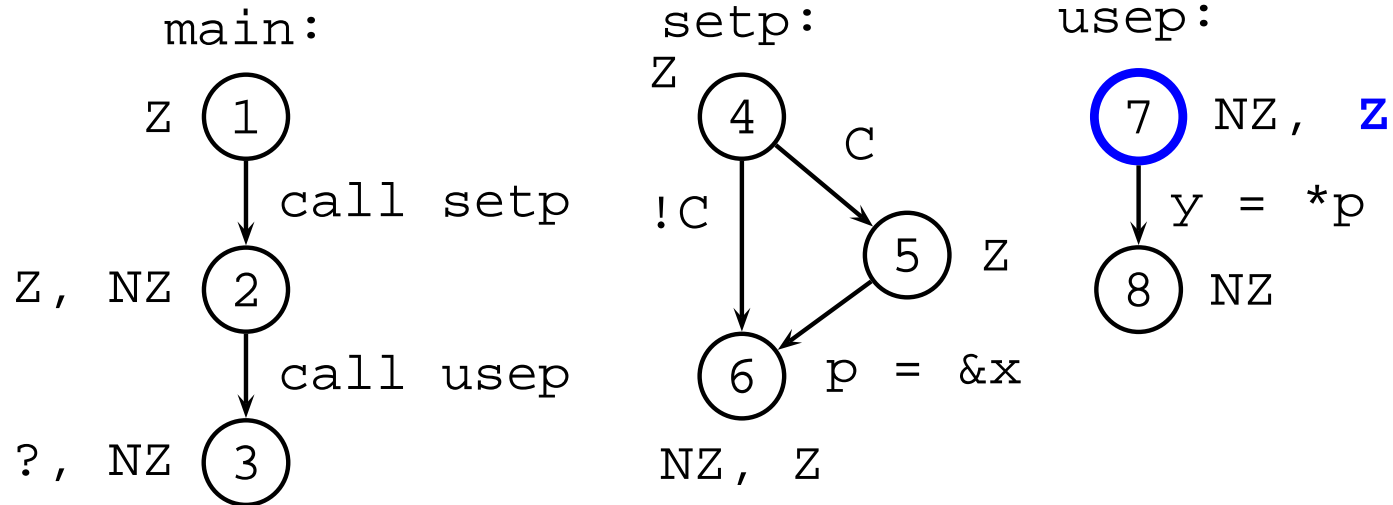 main:
Z 1
call setp
Z, NZ 2
call usep
?, NZ 3
setp:
Z
4
C
!C
5 Z
6 p = &x
NZ, Z
usep:
7 NZ, Z
y = *p
8 NZ